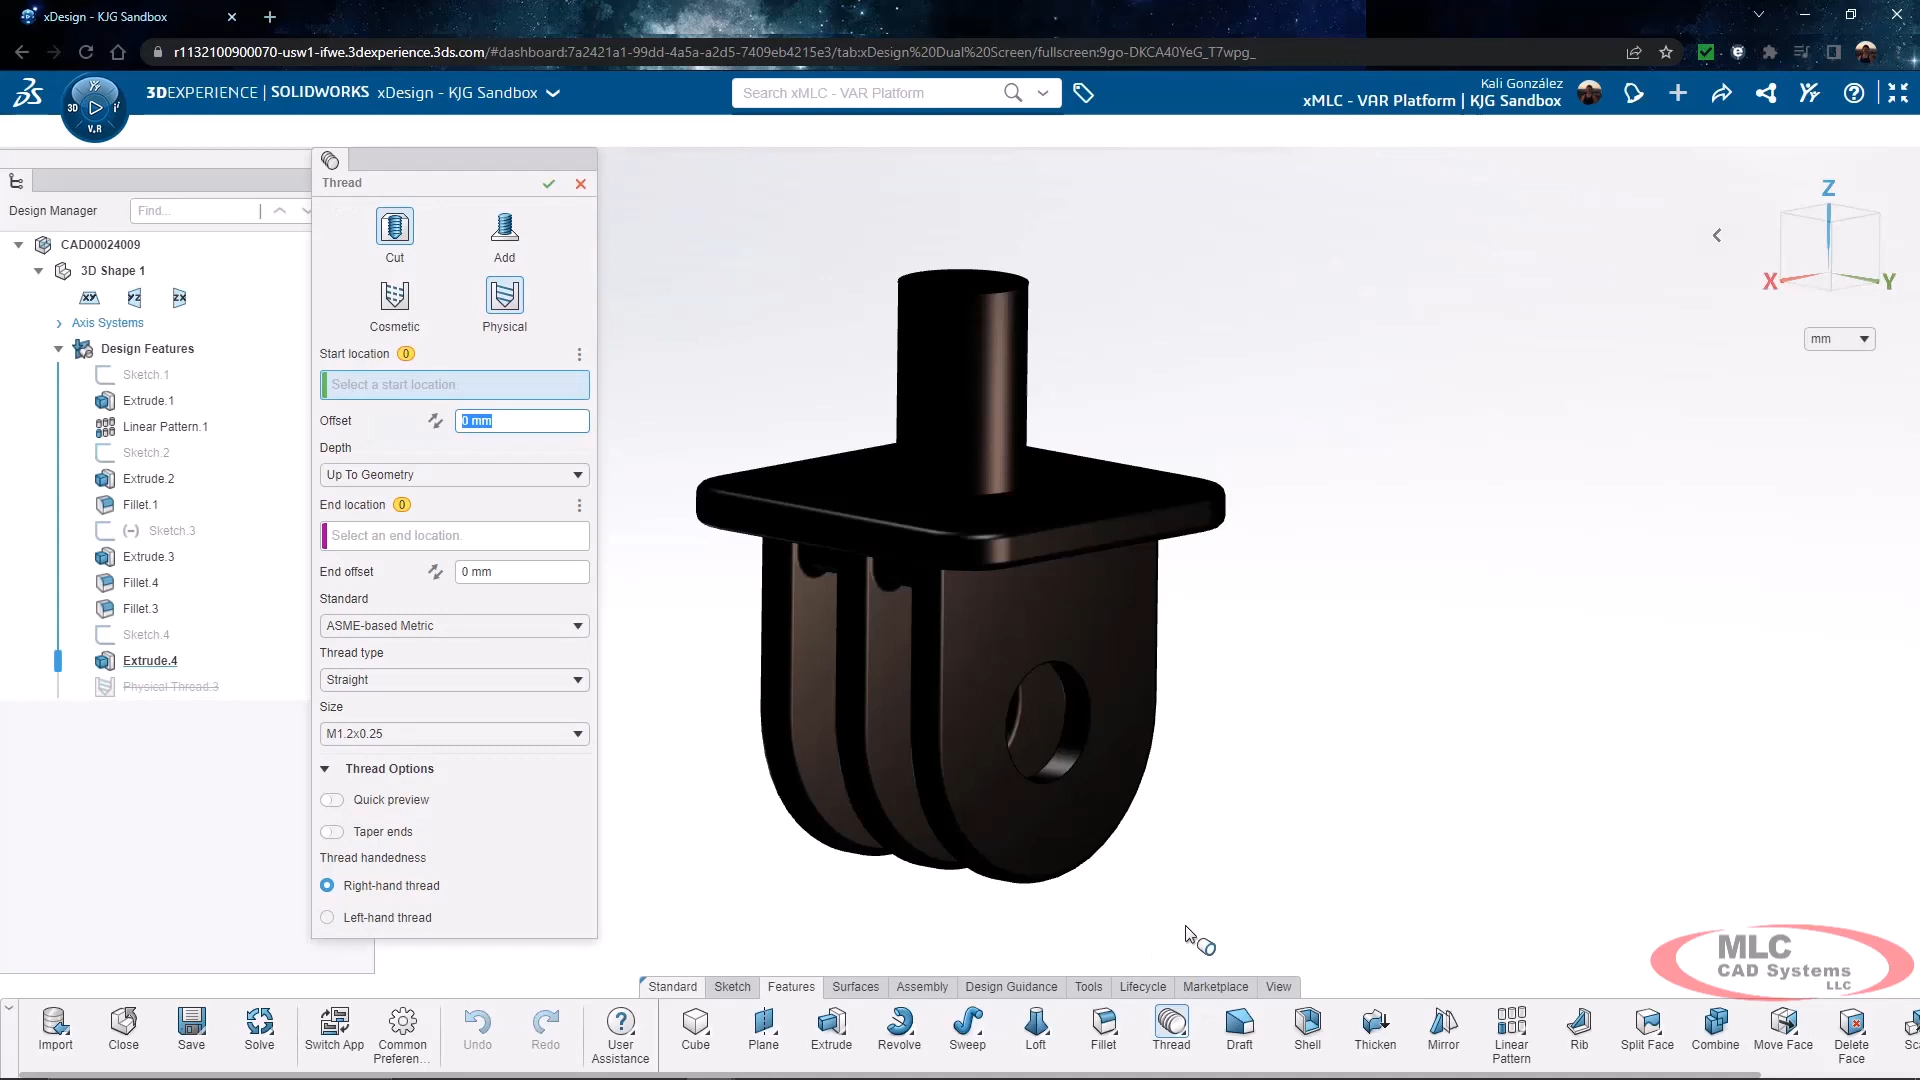 xDesign - KJG Sandbox
r1132100900070-usw1-ifwe.3dexperience.3ds.com/#dashboard:7a2421a1-99dd-4a5a-a2d5-7409eb4215e3/tab:xDesign%20Dual%20Screen/fullscreen:9go-DKCA40YeG_T7wpg_
3D
V.R
3DEXPERIENCE | SOLIDWORKS xDesign - KJG Sandbox
Search xMLC - VAR Platform
Kali González
xMLC - VAR Platform | KJG Sandbox
Design Manager
Find...
CAD00024009
3D Shape 1
XY YZ ZX
Axis Systems
Design Features
Sketch.1
Extrude.1
Linear Pattern.1
Sketch.2
Extrude.2
Fillet.1
(-) Sketch.3
Extrude.3
Fillet.4
Fillet.3
Sketch.4
Extrude.4
Physical Thread.3
Thread
Cut
Add
Cosmetic
Physical
Start location 0
Select a start location.
Offset
0 mm
Depth
Up To Geometry
End location 0
Select an end location.
End offset
0 mm
Standard
ASME-based Metric
Thread type
Straight
Size
M1.2x0.25
Thread Options
Quick preview
Taper ends
Thread handedness
Right-hand thread
Left-hand thread
Z
X
Y
mm
MLC
CAD Systems
LLC
Standard
Sketch
Features
Surfaces
Assembly
Design Guidance
Tools
Lifecycle
Marketplace
View
Import
Close
Save
Solve
Switch App
Common Preferen...
Undo
Redo
User Assistance
Cube
Plane
Extrude
Revolve
Sweep
Loft
Fillet
Thread
Draft
Shell
Thicken
Mirror
Linear Pattern
Rib
Split Face
Combine
Move Face
Delete Face
Sca